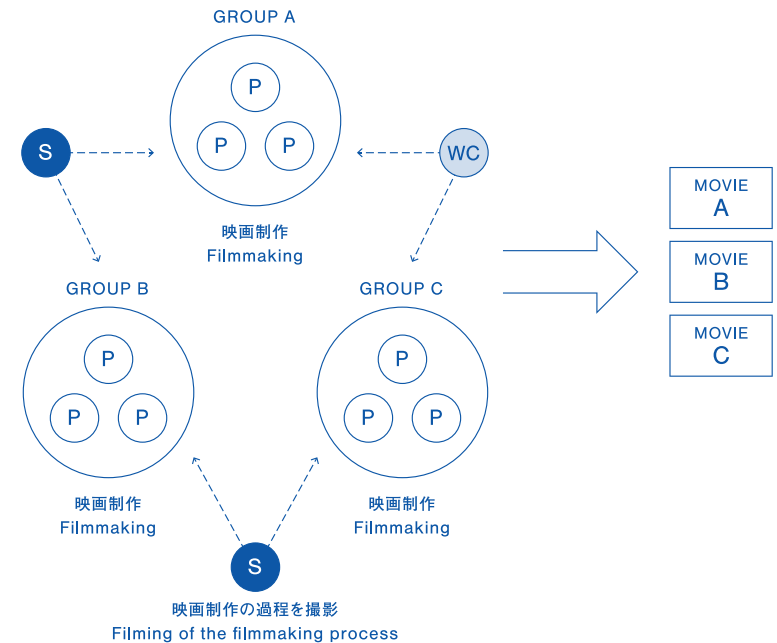 GROUP A
P
P
P
S
WC
映画制作
Filmmaking
MOVIE
A
MOVIE
B
MOVIE
C
GROUP B
P
P
P
映画制作
Filmmaking
GROUP C
P
P
P
映画制作
Filmmaking
S
映画制作の過程を撮影
Filming of the filmmaking process